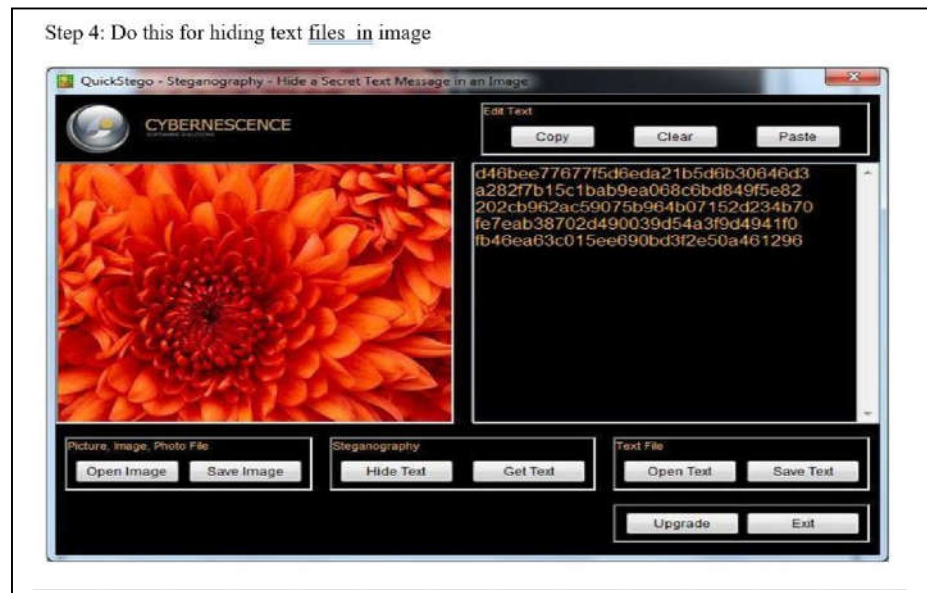 Step 4: Do this for hiding text files in image
QuickStego - Steganography - Hide a Secret Text Message in an Image
CYBERNESCENCE
Edit Text
Copy Clear Paste
d46bee77677f5d6eda21b5d6b30646d3
a282f7b15c1bab9ea068c6bd849f5e82
202cb962ac59075b964b07152d234b70
fe7eab38702d490039d54a3f9d4941f0
fb46ea63c015ee690bd3f2e50a461296
Picture, Image, Photo File
Open Image Save Image
Steganography
Hide Text Get Text
Text File
Open Text Save Text
Upgrade Exit